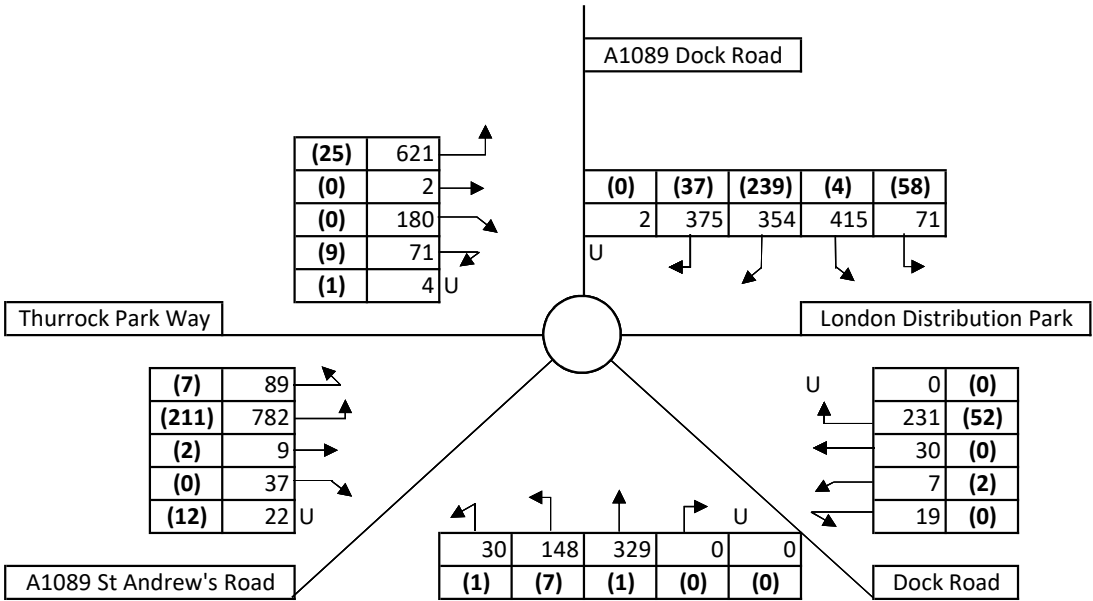 A1089 Dock Road
(25) 621
(0) 2
(0) 180
(9) 71
(1) 4 U
(0) (37) (239) (4) (58)
2 375 354 415 71
U
Thurrock Park Way
London Distribution Park
(7) 89
(211) 782
(2) 9
(0) 37
(12) 22 U
U 0 (0)
231 (52)
30 (0)
7 (2)
19 (0)
U
30 148 329 0 0
(1) (7) (1) (0) (0)
A1089 St Andrew's Road
Dock Road